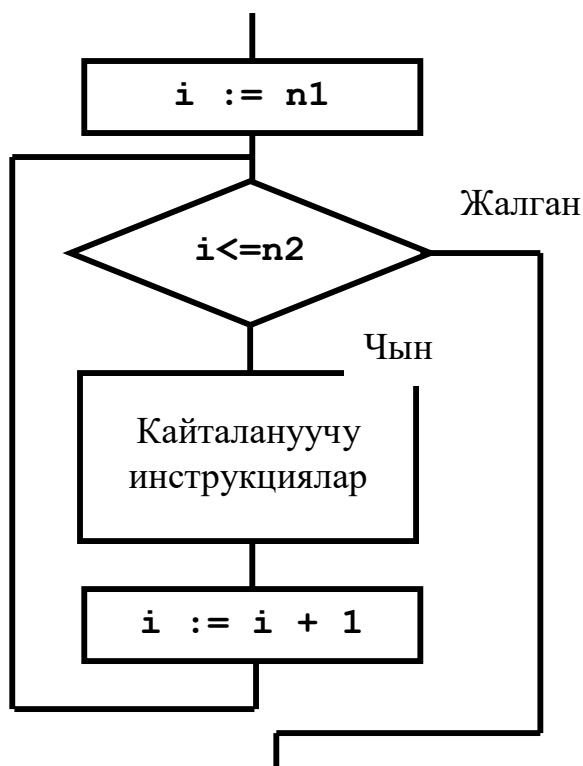 i := n1
Жалган
i<=n2
Чын
Кайталануучу
инструкциялар
i := i + 1